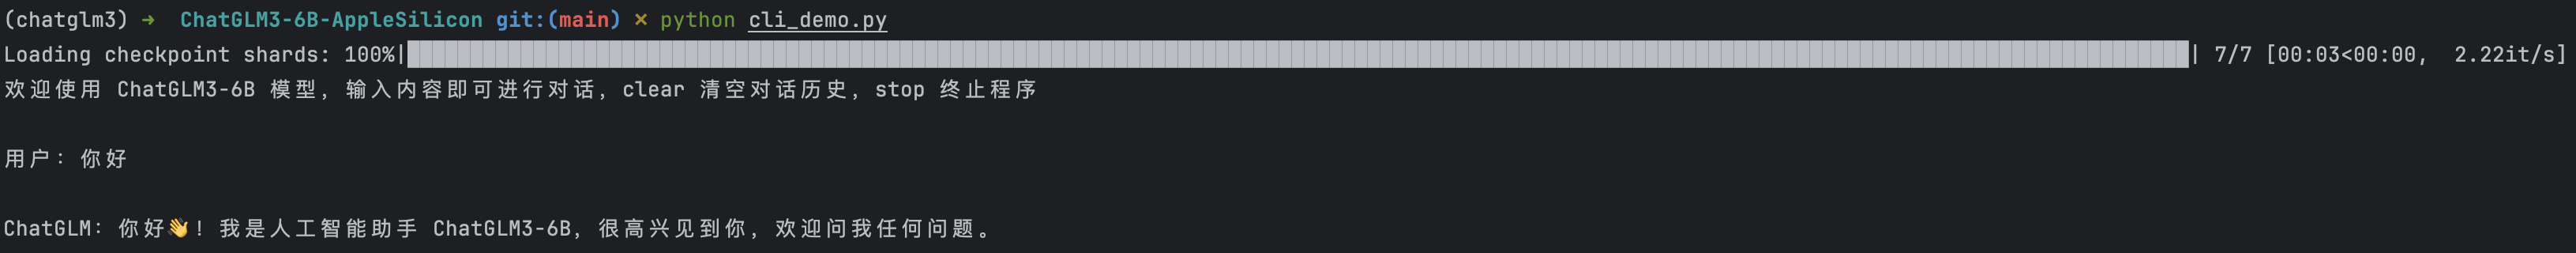 (chatglm3) ➜  ChatGLM3-6B-AppleSilicon git:(main) ✗ python cli_demo.py
Loading checkpoint shards: 100%|██████████████████████████████| 7/7 [00:03<00:00,  2.22it/s]
欢迎使用 ChatGLM3-6B 模型，输入内容即可进行对话，clear 清空对话历史，stop 终止程序
用户：你好
ChatGLM：你好👋！我是人工智能助手 ChatGLM3-6B，很高兴见到你，欢迎问我任何问题。